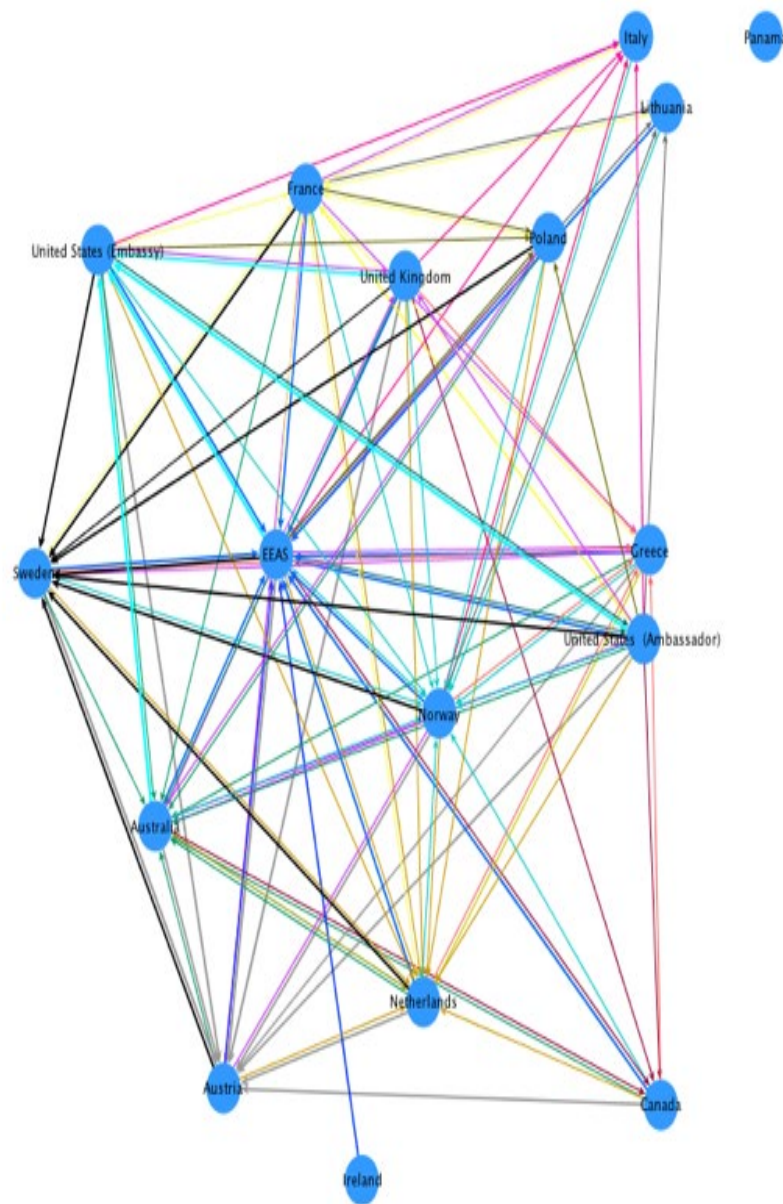 Italy
Panama
Lithuania
France
Poland
United States (Embassy)
United Kingdom
EEAS
Greece
Sweden
United States (Ambassador)
Norway
Australia
Netherlands
Austria
Canada
Ireland